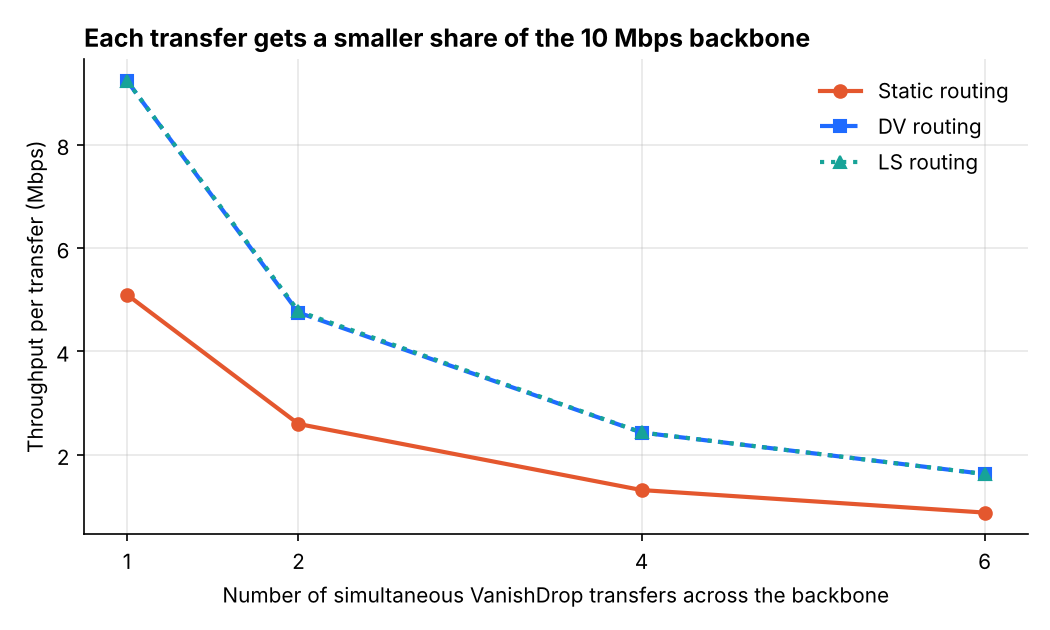 Each transfer gets a smaller share of the 10 Mbps backbone
Static routing
DV routing
LS routing
Throughput per transfer (Mbps)
8
6
4
2
1 2 4 6
Number of simultaneous VanishDrop transfers across the backbone